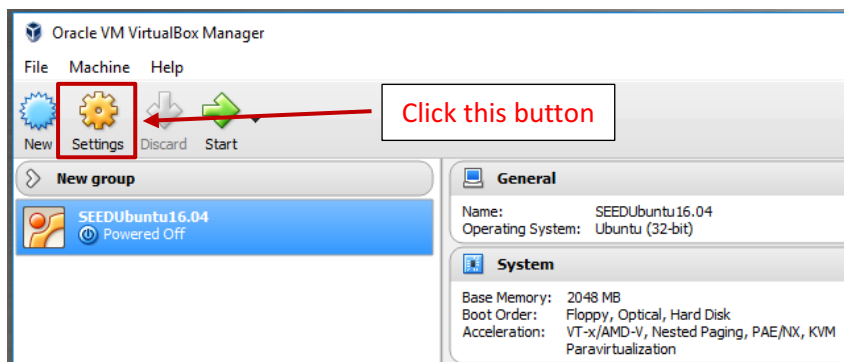 Oracle VM VirtualBox Manager
File Machine Help
Click this button
New Settings Discard Start
New group
SEEDUbuntu16.04
Powered Off
General
Name: SEEDUbuntu16.04
Operating System: Ubuntu (32-bit)
System
Base Memory: 2048 MB
Boot Order: Floppy, Optical, Hard Disk
Acceleration: VT-x/AMD-V, Nested Paging, PAE/NX, KVM
Paravirtualization